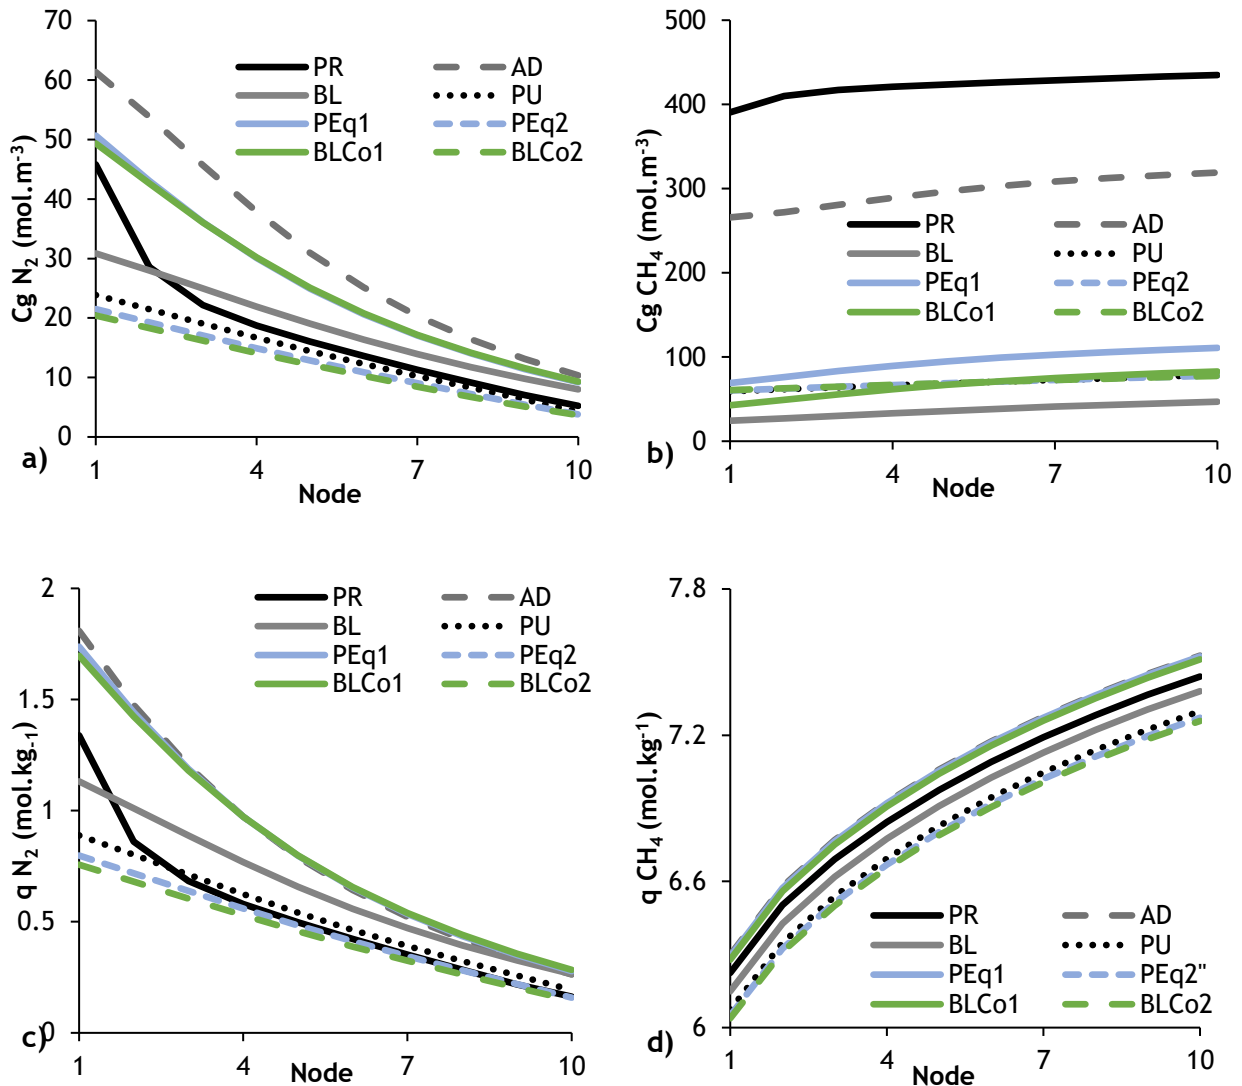 70
60
50
40
30
20
10
0
Cg N2 (mol.m-3)
PR AD
BL PU
PEq1 PEq2
BLCo1 BLCo2
a)
1 4 7 10
Node
500
400
300
200
100
0
Cg CH4 (mol.m-3)
PR AD
BL PU
PEq1 PEq2
BLCo1 BLCo2
b)
1 4 7 10
Node
2
1.5
1
0.5
0
q N2 (mol.kg-1)
PR AD
BL PU
PEq1 PEq2
BLCo1 BLCo2
c)
1 4 7 10
Node
7.8
7.2
6.6
6
q CH4 (mol.kg-1)
PR AD
BL PU
PEq1 PEq2"
BLCo1 BLCo2
d)
1 4 7 10
Node